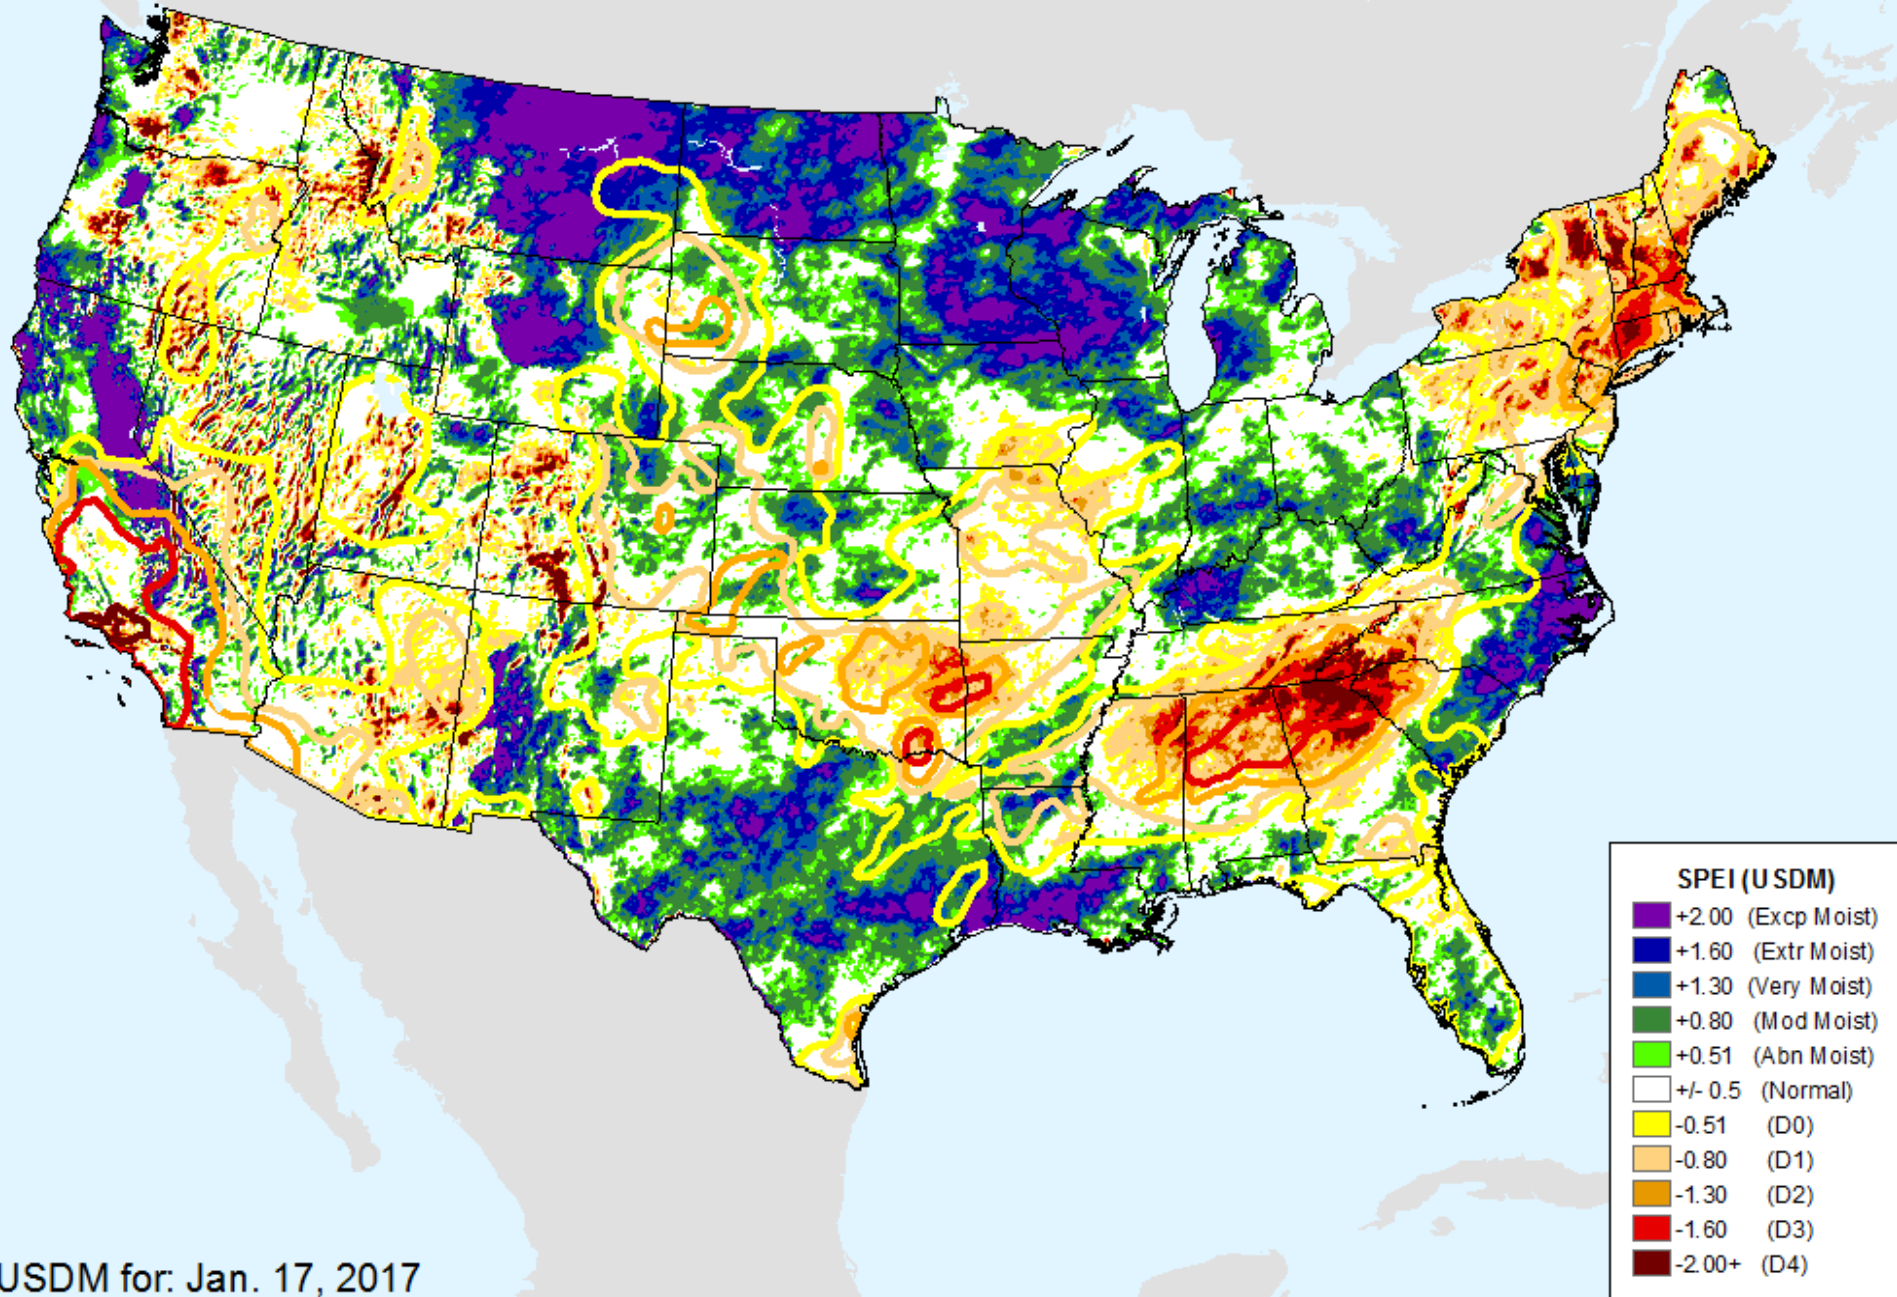 SPEI (USDM)
+2.00 (Excp Moist)
+1.60 (Extr Moist)
+1.30 (Very Moist)
+0.80 (Mod Moist)
+0.51 (Abn Moist)
+/- 0.5 (Normal)
-0.51 (D0)
-0.80 (D1)
-1.30 (D2)
-1.60 (D3)
-2.00+ (D4)
USDM for: Jan. 17, 2017